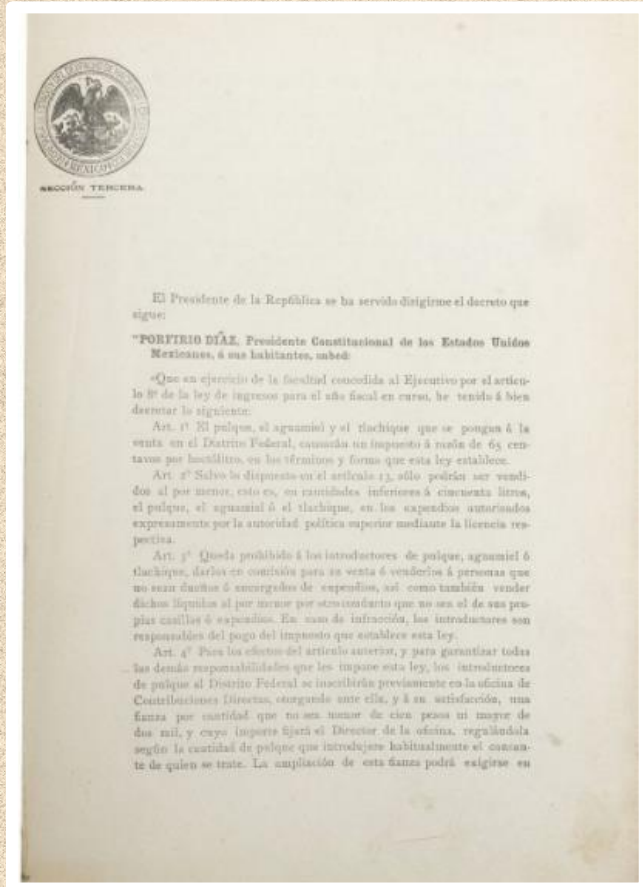 MEXICO
SECCIÓN TERCERA
El Presidente de la República se ha servido dirigirme el decreto que
sigue:
"PORFIRIO DÍAZ, Presidente Constitucional de los Estados Unidos
Mexicanos, á sus habitantes, sabed:
«Que en ejercicio de la facultad concedida al Ejecutivo por el artícu-
lo 8º de la ley de ingresos para el año fiscal en curso, he tenido á bien
decretar lo siguiente:
Art. 1º El pulque, el aguamiel y el tlachique que se pongan á la
venta en el Distrito Federal, causarán un impuesto á razón de 65 cen-
tavos por hectólitro, en los términos y forma que esta ley establece.
Art. 2º Salvo lo dispuesto en el artículo 13, sólo podrán ser vendi-
dos al por menor, esto es, en cantidades inferiores á cincuenta litros,
el pulque, el aguamiel ó el tlachique, en los expendios autorizados
expresamente por la autoridad política superior mediante la licencia res-
pectiva.
Art. 3º Queda prohibido á los introductores de pulque, aguamiel ó
tlachique, darlos en comisión para su venta ó venderlos á personas que
no sean dueños ó encargados de expendios, así como también vender
dichos líquidos al por menor por otro conducto que no sea el de sus pro-
pias casillas ó expendios. En caso de infracción, los introductores son
responsables del pago del impuesto que establece esta ley.
Art. 4º Para los efectos del artículo anterior, y para garantizar todas
las demás responsabilidades que les impone esta ley, los introductores
de pulque al Distrito Federal se inscribirán previamente en la oficina de
Contribuciones Directas, otorgando ante ella, y á su satisfacción, una
fianza por cantidad que no sea menor de cien pesos ni mayor de
dos mil, y cuyo importe fijará el Director de la oficina, regulándola
según la cantidad de pulque que introdujere habitualmente el causan-
te de quien se trate. La ampliación de esta fianza podrá exigirse en